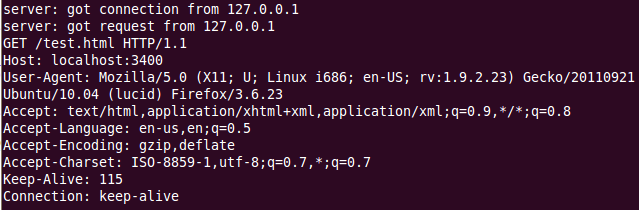 server: got connection from 127.0.0.1
server: got request from 127.0.0.1
GET /test.html HTTP/1.1
Host: localhost:3400
User-Agent: Mozilla/5.0 (X11; U; Linux i686; en-US; rv:1.9.2.23) Gecko/20110921
Ubuntu/10.04 (lucid) Firefox/3.6.23
Accept: text/html,application/xhtml+xml,application/xml;q=0.9,*/*;q=0.8
Accept-Language: en-us,en;q=0.5
Accept-Encoding: gzip,deflate
Accept-Charset: ISO-8859-1,utf-8;q=0.7,*;q=0.7
Keep-Alive: 115
Connection: keep-alive